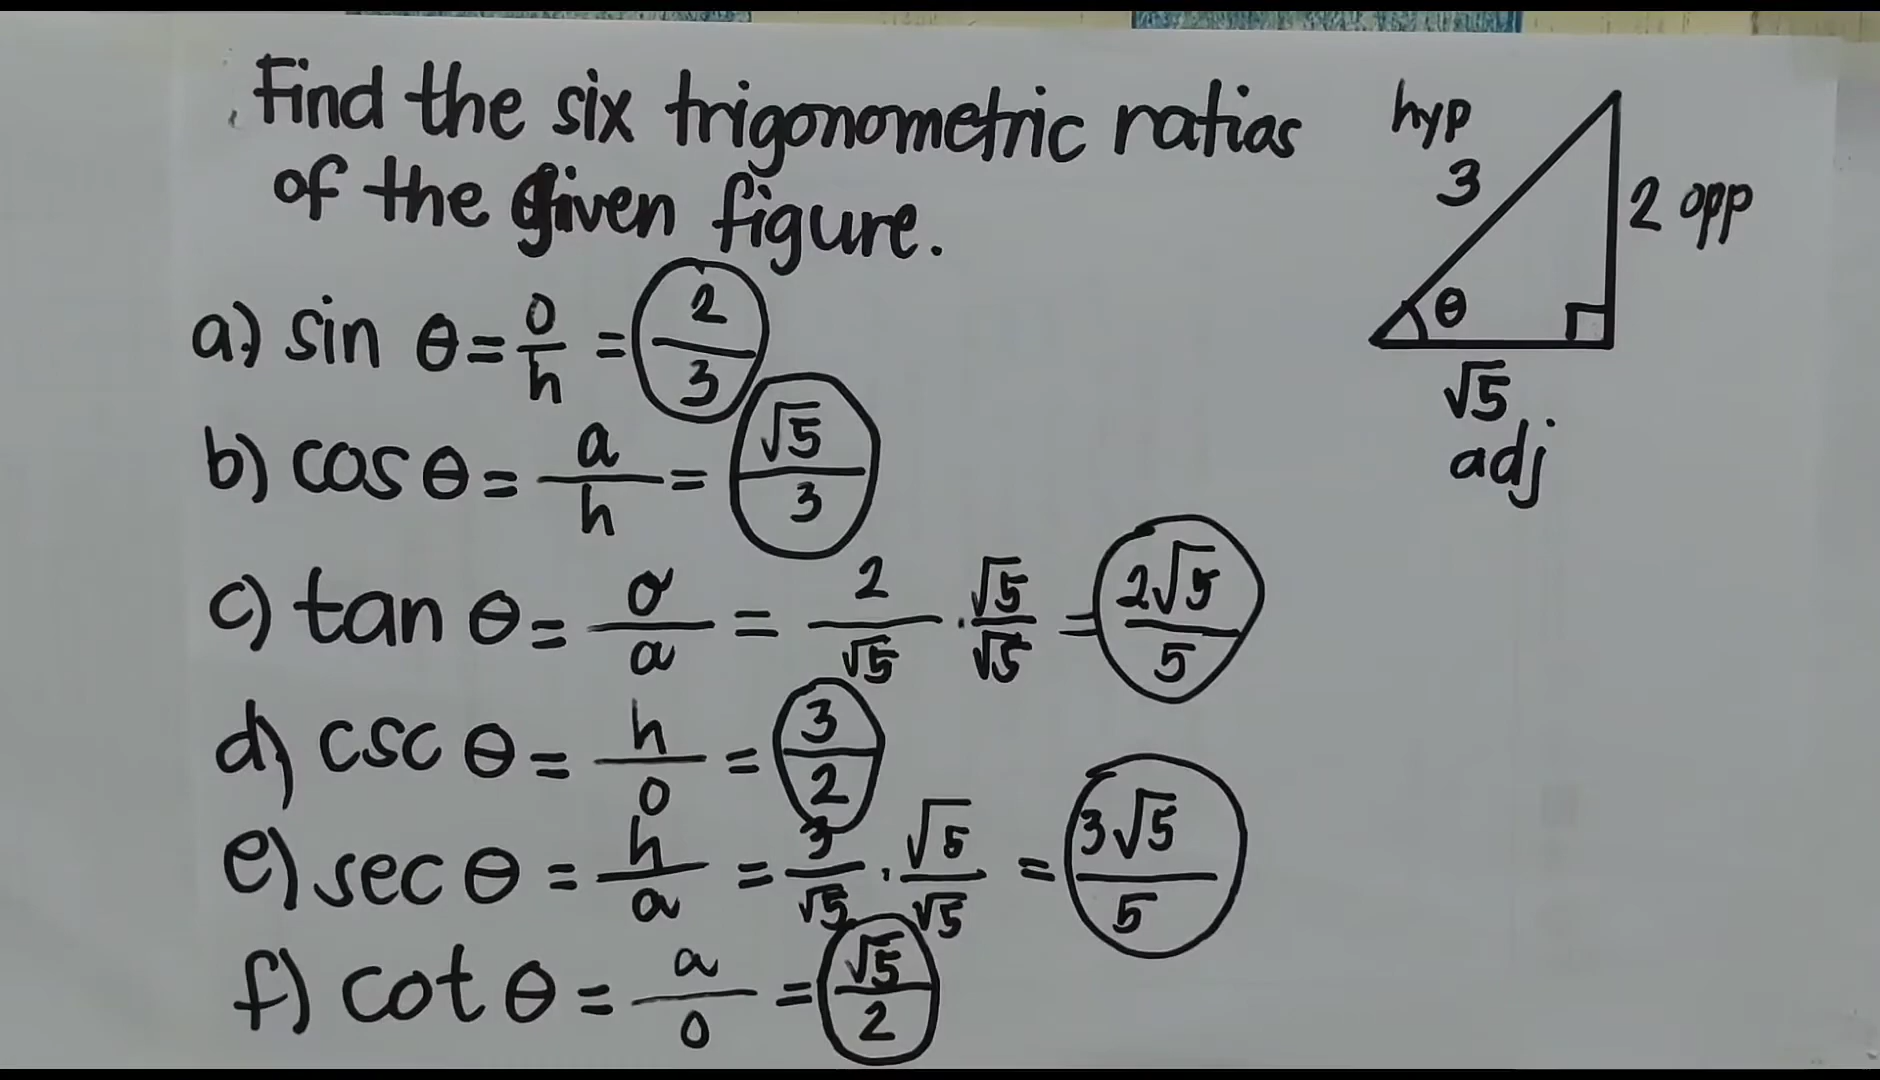 Find the six trigonometric ratios
of the given figure.
hyp
3
2 opp
θ
√5
adj
a) sin θ = o/h = 2/3
b) cos θ = a/h = √5/3
c) tan θ = o/a = 2/√5 · √5/√5 = 2√5/5
d) csc θ = h/o = 3/2
e) sec θ = h/a = 3/√5 · √5/√5 = 3√5/5
f) cot θ = a/o = √5/2